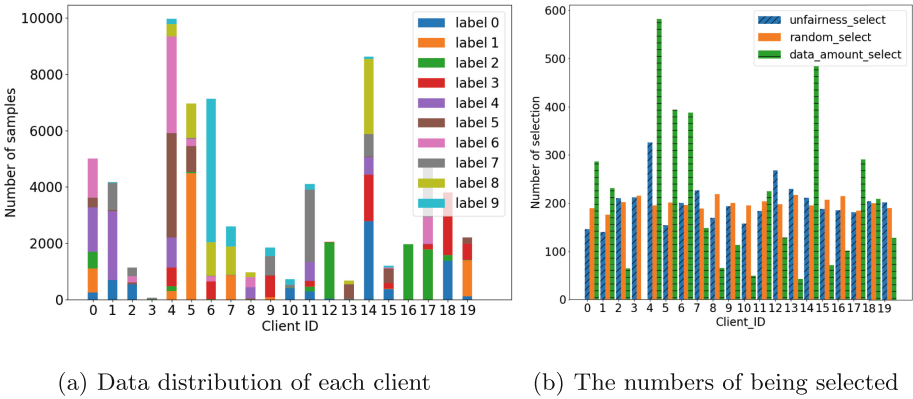 10000
8000
6000
4000
2000
0
Number of samples
label 0
label 1
label 2
label 3
label 4
label 5
label 6
label 7
label 8
label 9
0 1 2 3 4 5 6 7 8 9 10 11 12 13 14 15 16 17 18 19
Client ID
(a) Data distribution of each client
600
500
400
300
200
100
0
Number of selection
unfairness_select
random_select
data_amount_select
0 1 2 3 4 5 6 7 8 9 10 11 12 13 14 15 16 17 18 19
Client_ID
(b) The numbers of being selected